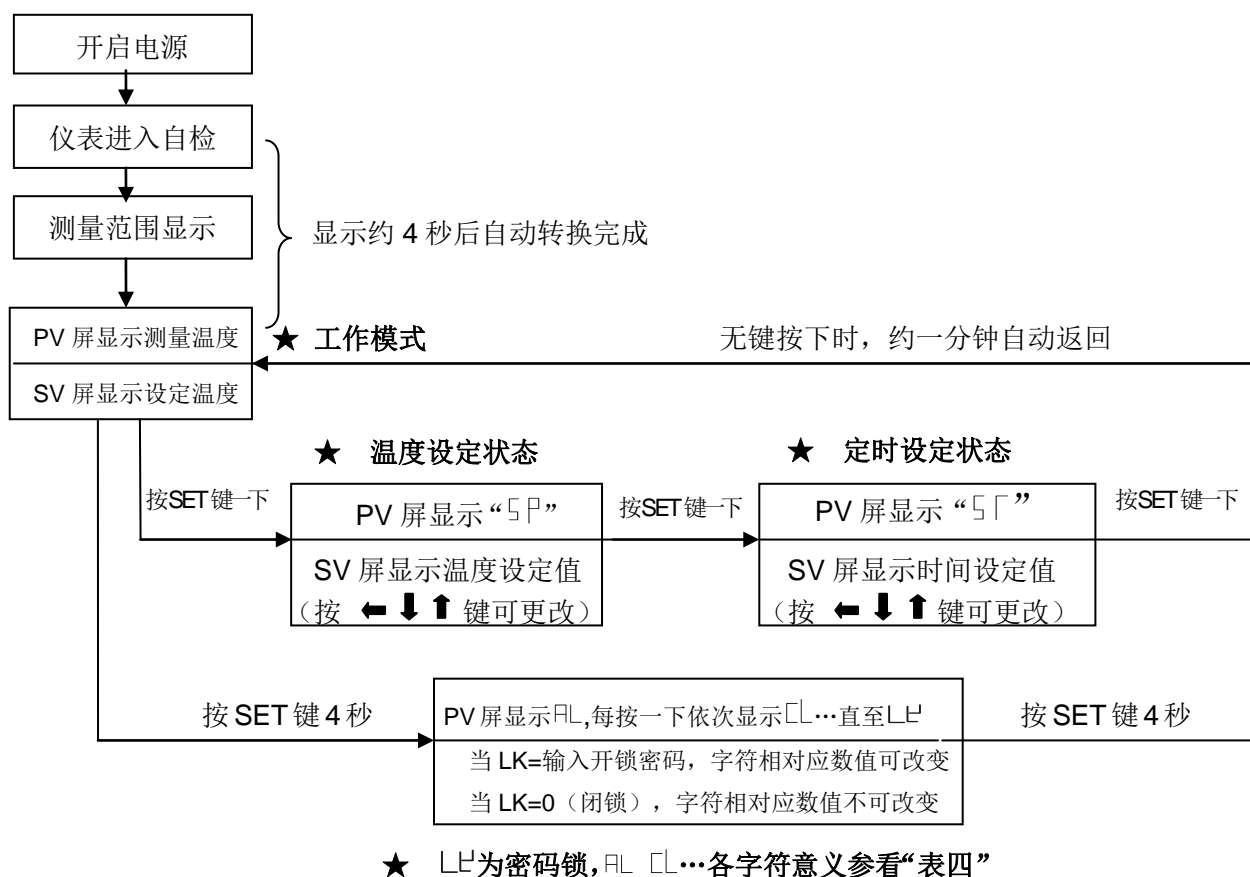 开启电源
仪表进入自检
测量范围显示
显示约 4 秒后自动转换完成
PV 屏显示测量温度
SV 屏显示设定温度
★ 工作模式
无键按下时，约一分钟自动返回
★ 温度设定状态
★ 定时设定状态
按SET键一下
PV 屏显示“SP”
SV 屏显示温度设定值
（按 ⬅ ⬇ ⬆ 键可更改）
按SET键一下
PV 屏显示“ST”
SV 屏显示时间设定值
（按 ⬅ ⬇ ⬆ 键可更改）
按SET键一下
按 SET 键 4 秒
PV 屏显示AL,每按一下依次显示CL…直至LK
当 LK=输入开锁密码，字符相对应数值可改变
当 LK=0（闭锁），字符相对应数值不可改变
按 SET 键 4 秒
★ LK为密码锁,AL CL…各字符意义参看“表四”